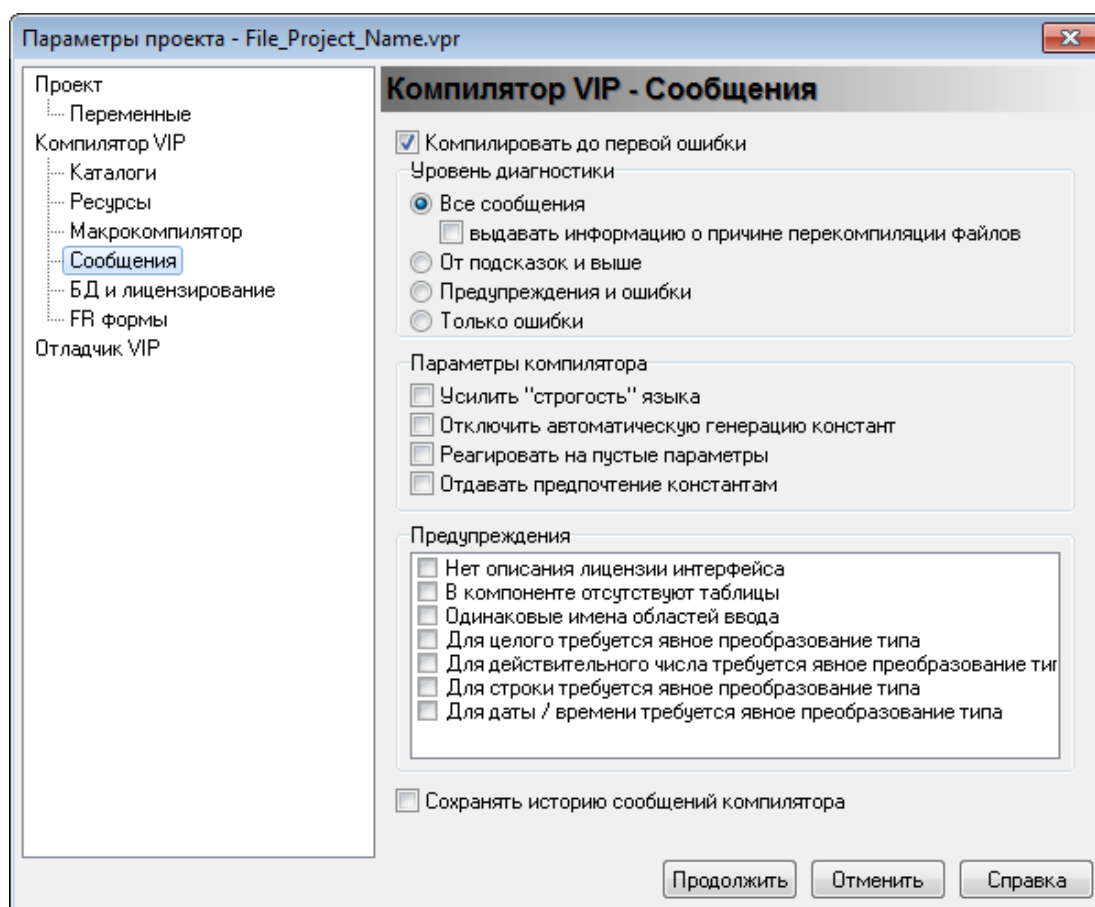 Параметры проекта - File_Project_Name.vpr
Проект
Переменные
Компилятор VIP
Каталоги
Ресурсы
Макрокомпилятор
Сообщения
БД и лицензирование
FR формы
Отладчик VIP
Компилятор VIP - Сообщения
Компилировать до первой ошибки
Уровень диагностики
Все сообщения
выдавать информацию о причине перекомпиляции файлов
От подсказок и выше
Предупреждения и ошибки
Только ошибки
Параметры компилятора
Усилить "строгость" языка
Отключить автоматическую генерацию констант
Реагировать на пустые параметры
Отдавать предпочтение константам
Предупреждения
Нет описания лицензии интерфейса
В компоненте отсутствуют таблицы
Одинаковые имена областей ввода
Для целого требуется явное преобразование типа
Для действительного числа требуется явное преобразование тип
Для строки требуется явное преобразование типа
Для даты / времени требуется явное преобразование типа
Сохранять историю сообщений компилятора
Продолжить Отменить Справка